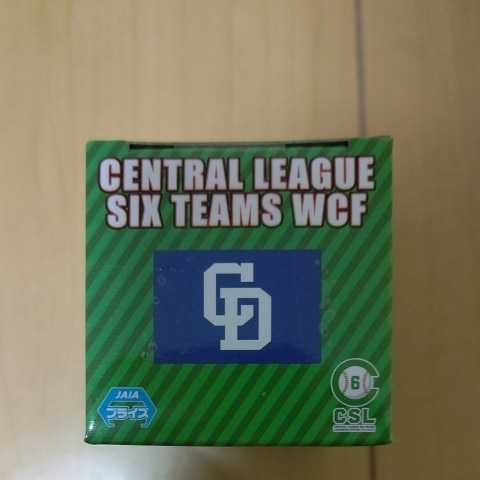 CENTRAL LEAGUE
SIX TEAMS WCF
CD
JAIA
プライズ
6
CSL